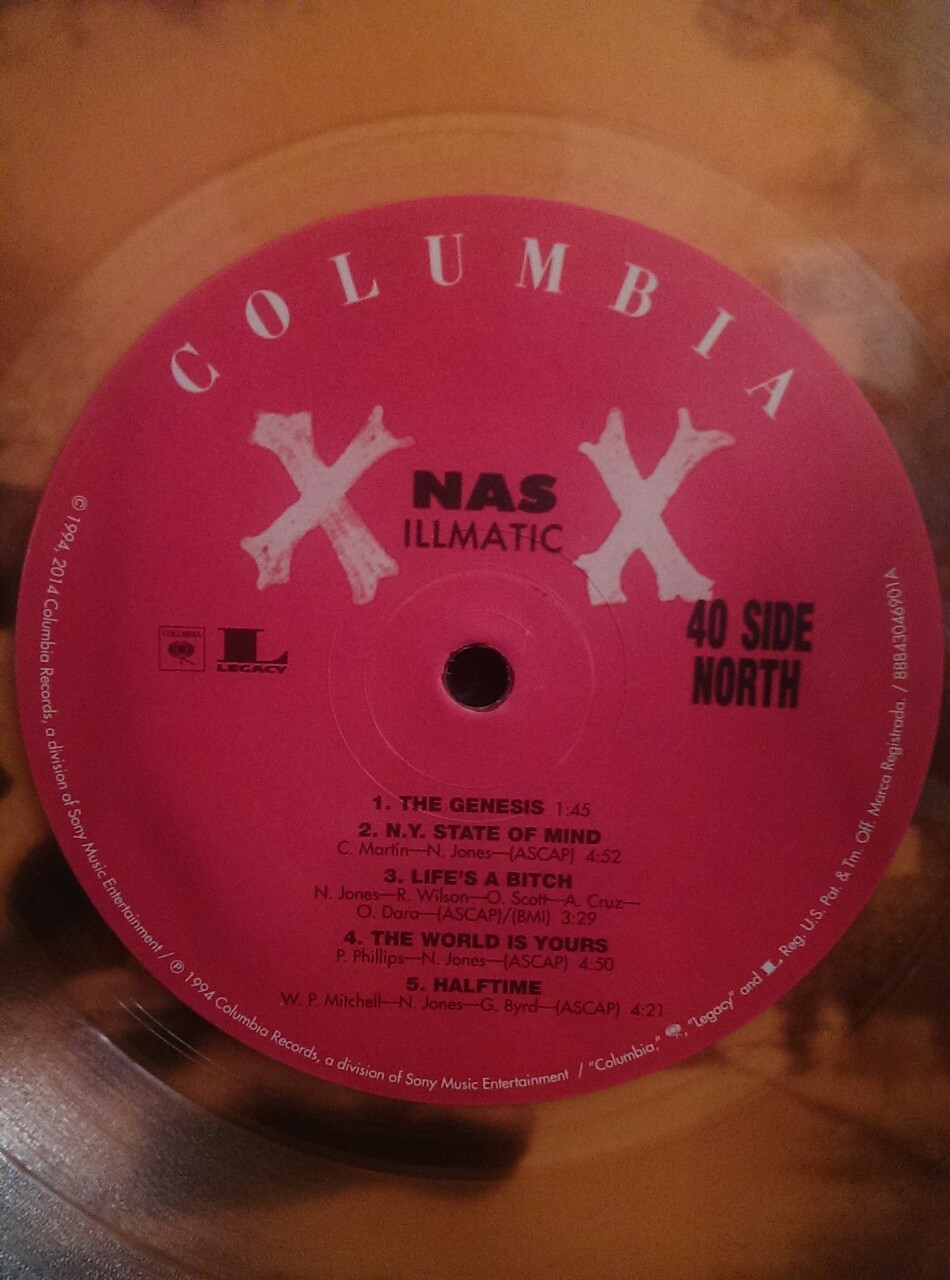 COLUMBIA
X X
NAS
ILLMATIC
40 SIDE
NORTH
COLUMBIA
L
LEGACY
1. THE GENESIS 1:45
2. N.Y. STATE OF MIND
C. Martin—N. Jones—(ASCAP) 4:52
3. LIFE'S A BITCH
N. Jones—R. Wilson—O. Scott—A. Cruz—
O. Dara—(ASCAP)/(BMI) 3:29
4. THE WORLD IS YOURS
P. Phillips—N. Jones—(ASCAP) 4:50
5. HALFTIME
W. P. Mitchell—N. Jones—G. Byrd—(ASCAP) 4:21
© 1994, 2014 Columbia Records, a division of Sony Music Entertainment / ℗ 1994 Columbia Records, a division of Sony Music Entertainment / "Columbia," , "Legacy" and L Reg. U.S. Pat. & Tm. Off. Marca Registrada. / 88843046901A